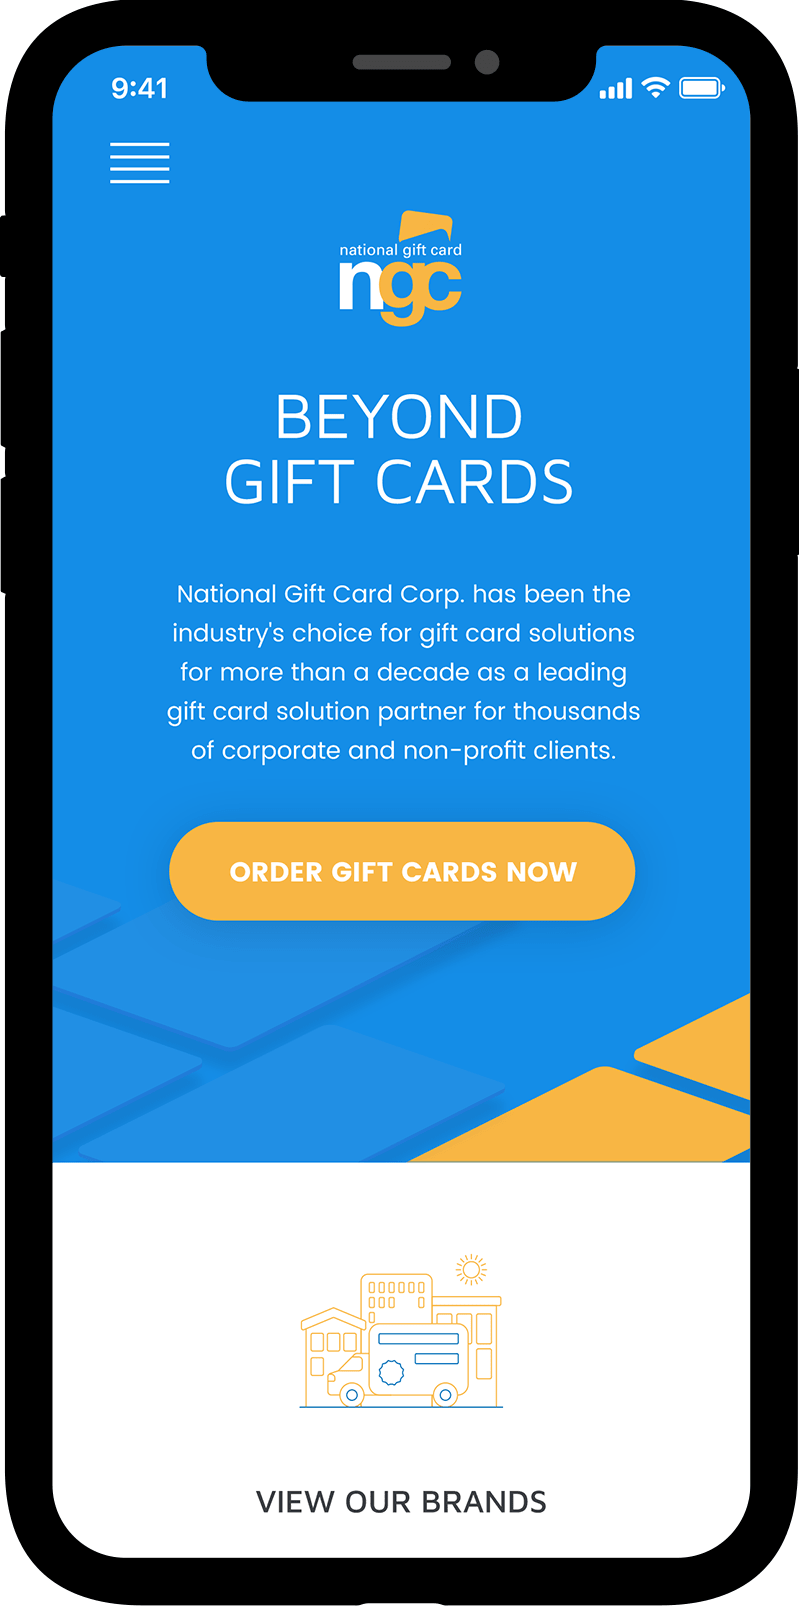 9:41
national gift card
ngc
BEYOND
GIFT CARDS
National Gift Card Corp. has been the
industry's choice for gift card solutions
for more than a decade as a leading
gift card solution partner for thousands
of corporate and non-profit clients.
ORDER GIFT CARDS NOW
VIEW OUR BRANDS